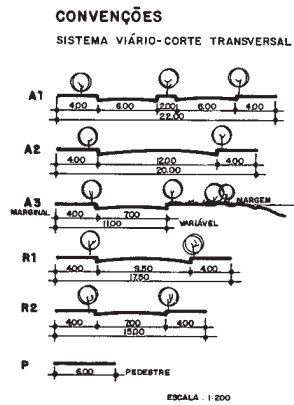 CONVENÇÕES
SISTEMA VIÁRIO-CORTE TRANSVERSAL
A1
4.00 6.00 2.00 6.00 4.00
22.00
A2
4.00 12.00 4.00
20.00
A3 MARGEM
MARGINAL 4.00 7.00
11.00 VARIÁVEL
R1
4.00 9.50 4.00
17.50
R2
4.00 7.00 4.00
15.00
P
6.00 PEDESTRE
ESCALA . 1:200